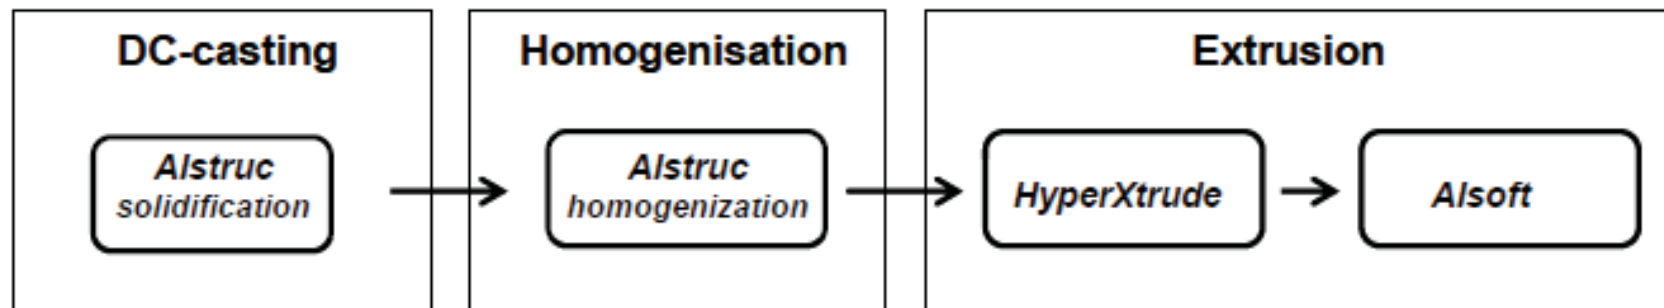 DC-casting
Alstruc
solidification
Homogenisation
Alstruc
homogenization
Extrusion
HyperXtrude
Alsoft